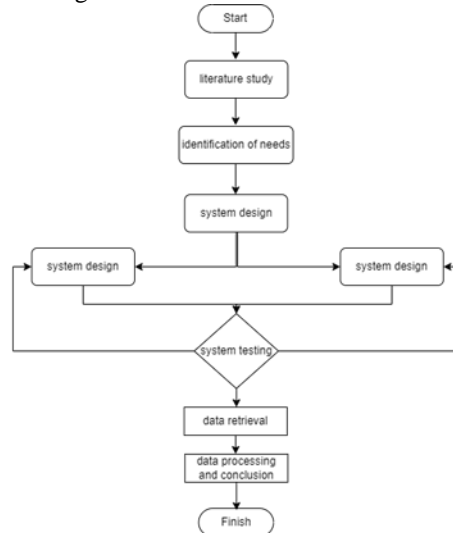 Start
literature study
identification of needs
system design
system design
system design
system testing
data retrieval
data processing
and conclusion
Finish